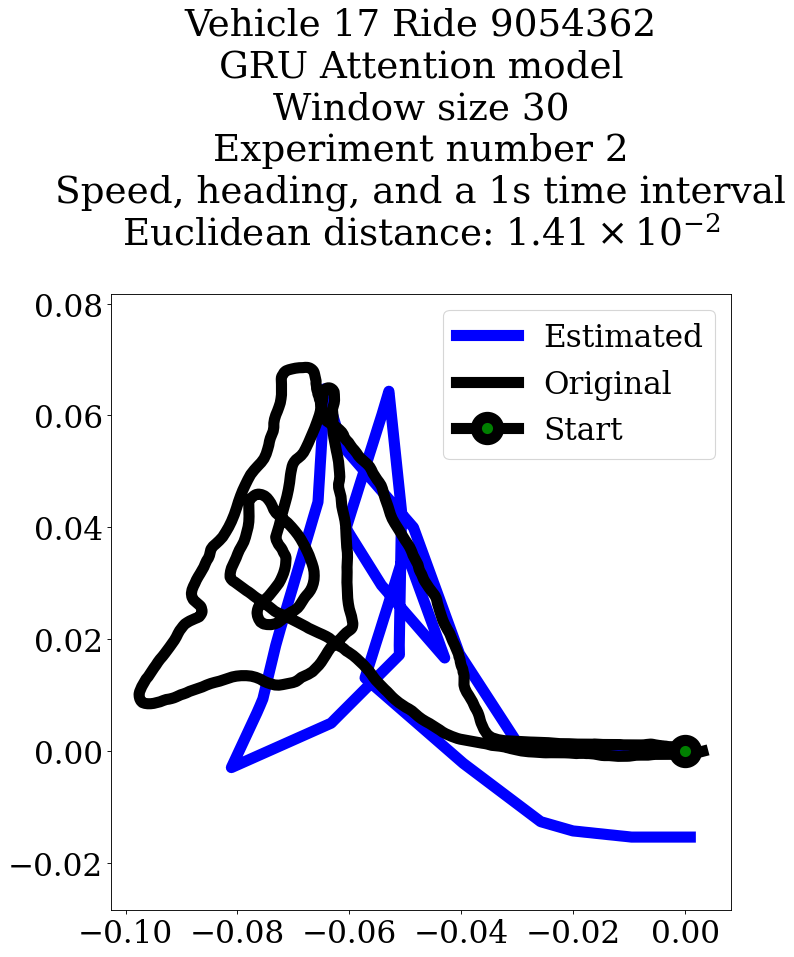 Vehicle 17 Ride 9054362
GRU Attention model
Window size 30
Experiment number 2
Speed, heading, and a 1s time interval
Euclidean distance: 1.41 × 10⁻²
0.08
0.06
0.04
0.02
0.00
−0.02
Estimated
Original
Start
−0.10 −0.08 −0.06 −0.04 −0.02 0.00